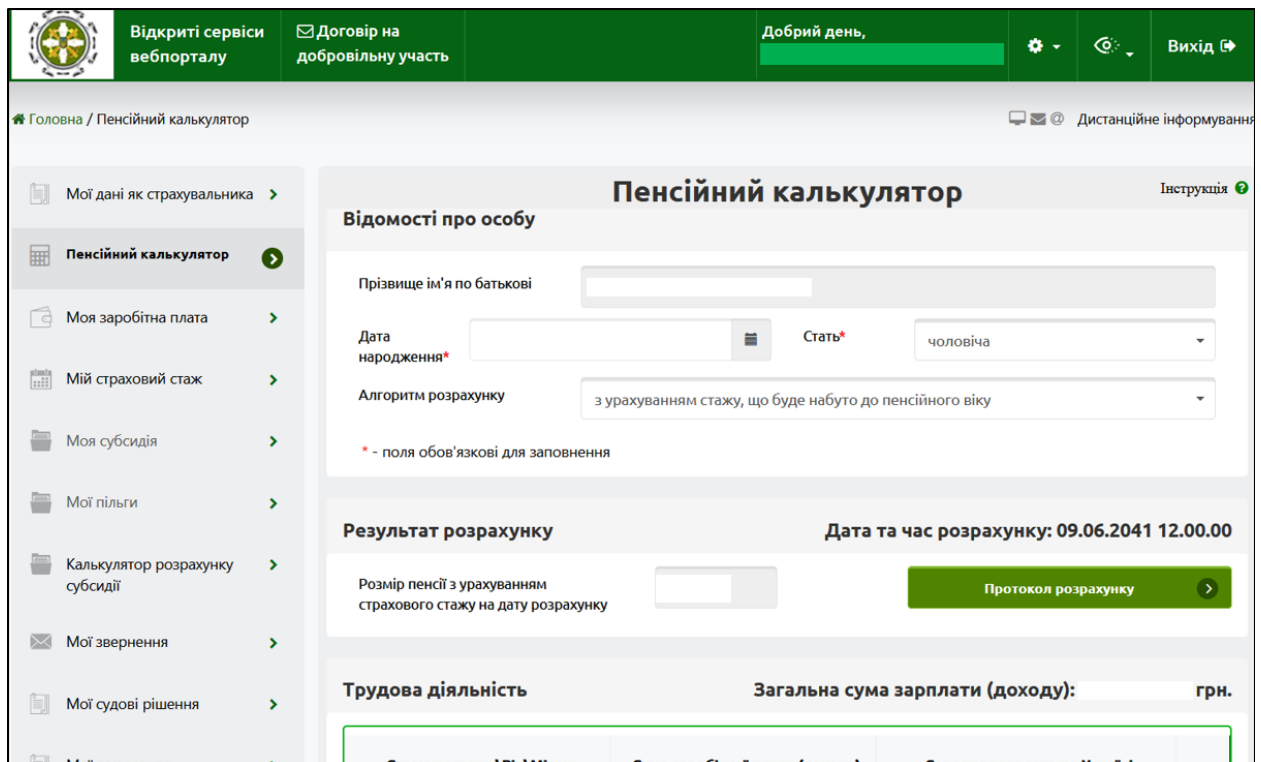 Відкриті сервіси
вебпорталу
Договір на
добровільну участь
Добрий день,
Вихід
Головна / Пенсійний калькулятор
@ Дистанційне інформування
Мої дані як страхувальника
Пенсійний калькулятор
Моя заробітна плата
Мій страховий стаж
Моя субсидія
Мої пільги
Калькулятор розрахунку
субсидії
Мої звернення
Мої судові рішення
Пенсійний калькулятор
Інструкція ?
Відомості про особу
Прізвище ім'я по батькові
Дата
народження*
Стать*
чоловіча
Алгоритм розрахунку
з урахуванням стажу, що буде набуто до пенсійного віку
* - поля обов'язкові для заповнення
Результат розрахунку
Дата та час розрахунку: 09.06.2041 12.00.00
Розмір пенсії з урахуванням
страхового стажу на дату розрахунку
Протокол розрахунку
Трудова діяльність
Загальна сума зарплати (доходу): грн.